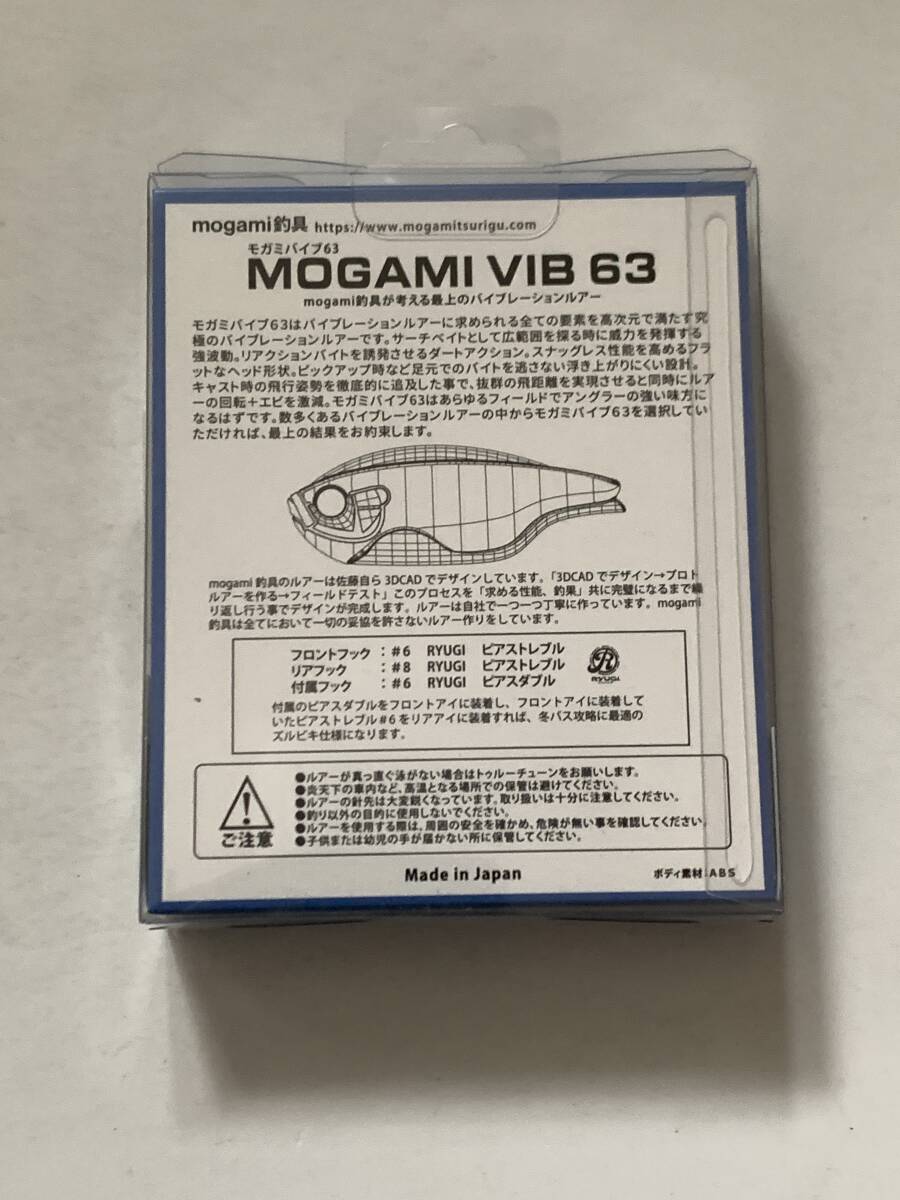 mogami釣具 https://www.mogamitsurigu.com
モガミバイブ63
MOGAMI VIB 63
mogami釣具が考える最上のバイブレーションルアー
モガミバイブ63はバイブレーションルアーに求められる全ての要素を高次元で満たす究
極のバイブレーションルアーです。サーチベイトとして広範囲を探る時に威力を発揮する
強波動。リアクションバイトを誘発させるダートアクション。スナッグレス性能を高めるフラ
ットなヘッド形状。ピックアップ時など足元でのバイトを逃さない浮き上がりにくい設計。
キャスト時の飛行姿勢を徹底的に追及した事で、抜群の飛距離を実現させると同時にルア
ーの回転+エビを激減。モガミバイブ63はあらゆるフィールドでアングラーの強い味方に
なるはずです。数多くあるバイブレーションルアーの中からモガミバイブ63を選択してい
ただければ、最上の結果をお約束します。
mogami 釣具のルアーは佐藤自ら3DCADでデザインしています。「3DCADでデザイン→プロト
ルアーを作る→フィールドテスト」このプロセスを「求める性能、釣果」共に完璧になるまで繰
り返し行う事でデザインが完成します。ルアーは自社で一つ一つ丁寧に作っています。mogami
釣具は全てにおいて一切の妥協を許さないルアー作りをしています。
フロントフック : #6 RYUGI ピアストレブル
リアフック : #8 RYUGI ピアストレブル
付属フック : #6 RYUGI ピアスダブル
R
RYUGI
付属のピアスダブルをフロントアイに装着し、フロントアイに装着して
いたピアストレブル#6をリアアイに装着すれば、冬バス攻略に最適の
ズルビキ仕様になります。
ご注意
●ルアーが真っ直ぐ泳がない場合はトゥルーチューンをお願いします。
●炎天下の車内など、高温となる場所での保管は避けてください。
●ルアーの針先は大変鋭くなっています。取り扱いは十分に注意してください。
●釣り以外の目的に使用しないでください。
●ルアーを使用する際は、周囲の安全を確かめ、危険が無い事を確認してください。
●子供または幼児の手が届かない所に保管してください。
Made in Japan
ボディ素材:ABS